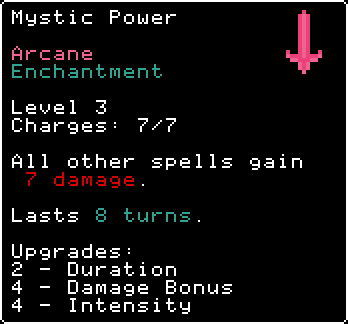 Mystic Power
Arcane
Enchantment
Level 3
Charges: 7/7
All other spells gain
7 damage.
Lasts 8 turns.
Upgrades:
2 - Duration
4 - Damage Bonus
4 - Intensity